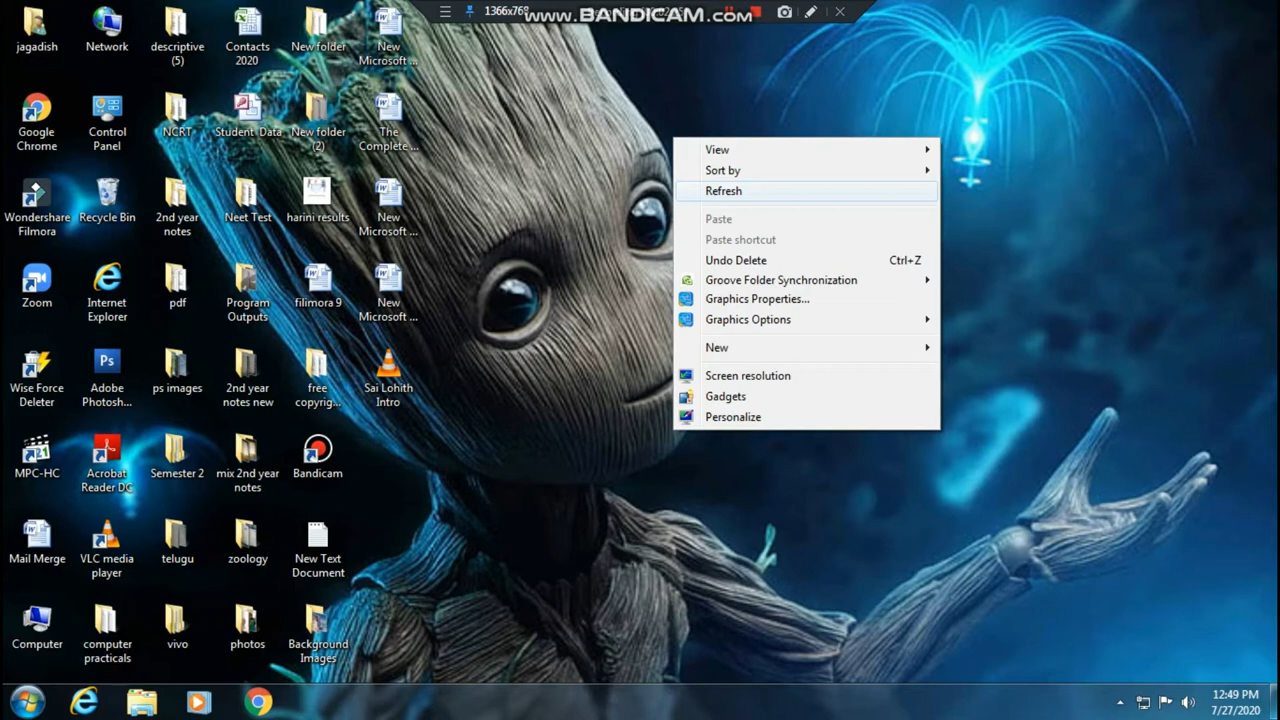 1366x768
www.BANDICAM.com
jagadish
Network
descriptive
(5)
Contacts
2020
New folder
New
Microsoft ...
Google
Chrome
Control
Panel
NCRT
Student Data
New folder
(2)
The
Complete ...
Wondershare
Filmora
Recycle Bin
2nd year
notes
Neet Test
harini results
New
Microsoft ...
Zoom
Internet
Explorer
pdf
Program
Outputs
filimora 9
New
Microsoft ...
Wise Force
Deleter
Ps
Adobe
Photosh...
ps images
2nd year
notes new
free
copyrig...
Sai Lohith
Intro
MPC-HC
Acrobat
Reader DC
Semester 2
mix 2nd year
notes
Bandicam
Mail Merge
VLC media
player
telugu
zoology
New Text
Document
Computer
computer
practicals
vivo
photos
Background
Images
View
Sort by
Refresh
Paste
Paste shortcut
Undo Delete Ctrl+Z
Groove Folder Synchronization
Graphics Properties...
Graphics Options
New
Screen resolution
Gadgets
Personalize
12:49 PM
7/27/2020